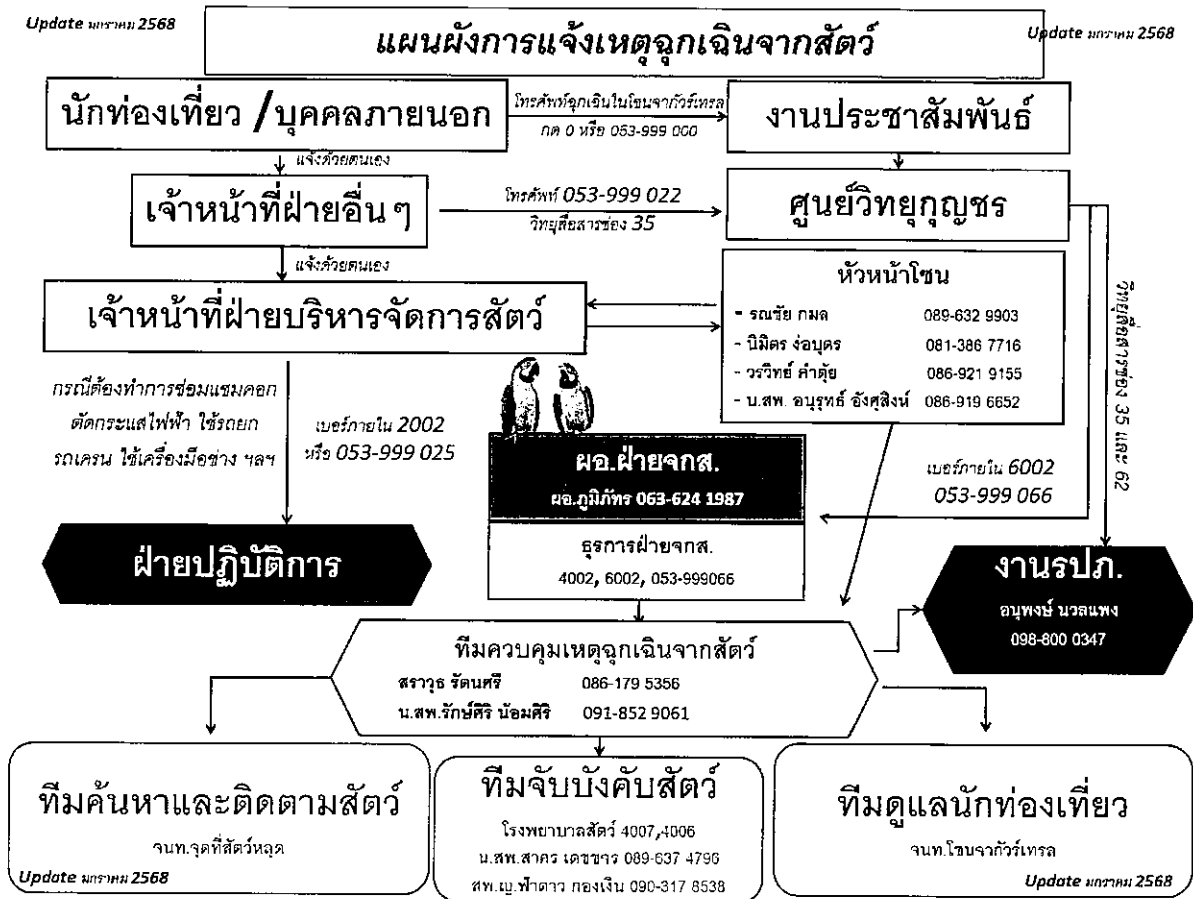 Update มกราคม 2568
แผนผังการแจ้งเหตุฉุกเฉินจากสัตว์
Update มกราคม 2568
นักท่องเที่ยว / บุคคลภายนอก
โทรศัพท์ฉุกเฉินในโซนจากัวร์เทรล
กด 0 หรือ 053-999 000
งานประชาสัมพันธ์
แจ้งด้วยตนเอง
เจ้าหน้าที่ฝ่ายอื่น ๆ
โทรศัพท์ 053-999 022
วิทยุสื่อสารช่อง 35
ศูนย์วิทยุกุญชร
แจ้งด้วยตนเอง
เจ้าหน้าที่ฝ่ายบริหารจัดการสัตว์
หัวหน้าโซน
- รณชัย กมล 089-632 9903
- นิมิตร ง่อบุตร 081-386 7716
- วรวิทย์ คำตุ้ย 086-921 9155
- น.สพ. อนุรุทธ์ อังศุสิงห์ 086-919 6652
วิทยุสื่อสารช่อง 35 และ 62
กรณีต้องทำการซ่อมแซมคอก
ตัดกระแสไฟฟ้า ใช้รถยก
รถเครน ใช้เครื่องมือช่าง ฯลฯ
เบอร์ภายใน 2002
หรือ 053-999 025
ผอ.ฝ่ายจกส.
ผอ.ภูมิภัทร 063-624 1987
เบอร์ภายใน 6002
053-999 066
ธุรการฝ่ายจกส.
4002, 6002, 053-999066
ฝ่ายปฏิบัติการ
งานรปภ.
อนุพงษ์ นวลแพง
098-800 0347
ทีมควบคุมเหตุฉุกเฉินจากสัตว์
สราวุธ รัตนศรี 086-179 5356
น.สพ.รักษ์ศิริ น้อมศิริ 091-852 9061
ทีมค้นหาและติดตามสัตว์
จนท.จุดที่สัตว์หลุด
Update มกราคม 2568
ทีมจับบังคับสัตว์
โรงพยาบาลสัตว์ 4007,4006
น.สพ.สาคร เดชขจร 089-637 4796
สพ.ญ.ฟ้าดาว กองเงิน 090-317 8538
ทีมดูแลนักท่องเที่ยว
จนท.โซนจากัวร์เทรล
Update มกราคม 2568